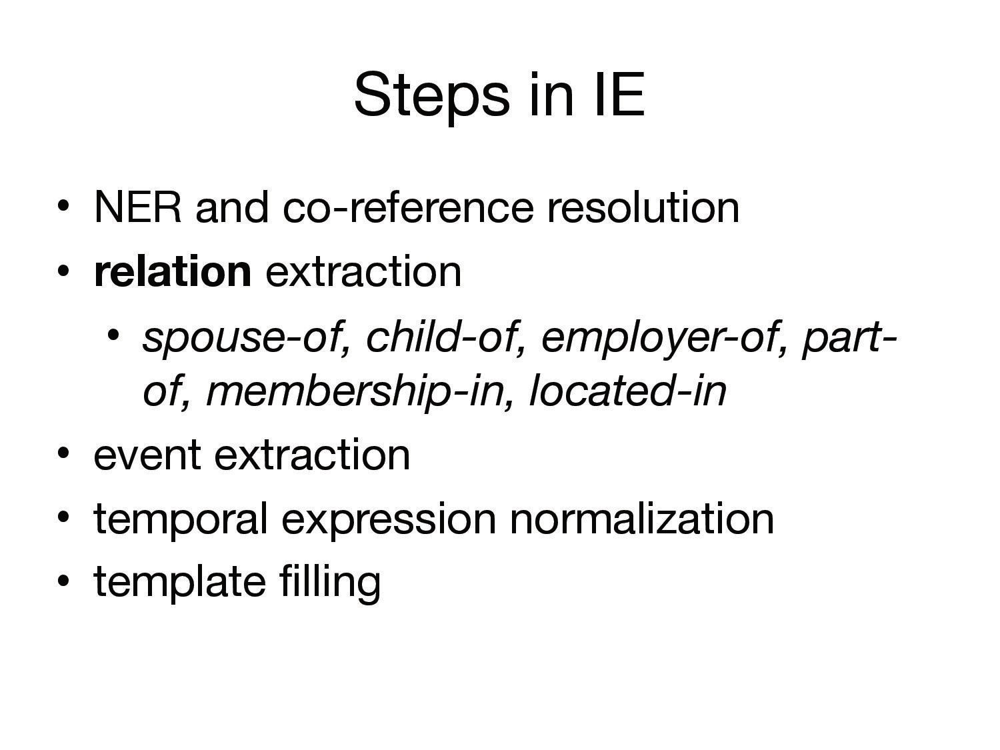 Steps in IE
• NER and co-reference resolution
• relation extraction
• spouse-of, child-of, employer-of, part-
of, membership-in, located-in
• event extraction
• temporal expression normalization
• template filling